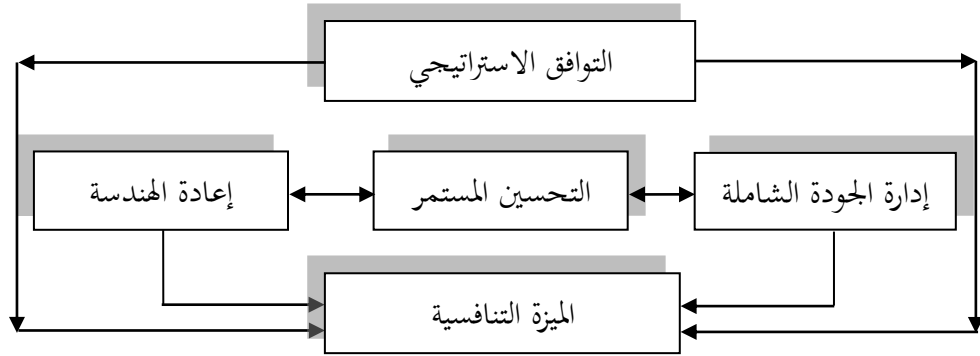 التوافق الاستراتيجي
إدارة الجودة الشاملة
التحسين المستمر
إعادة الهندسة
الميزة التنافسية